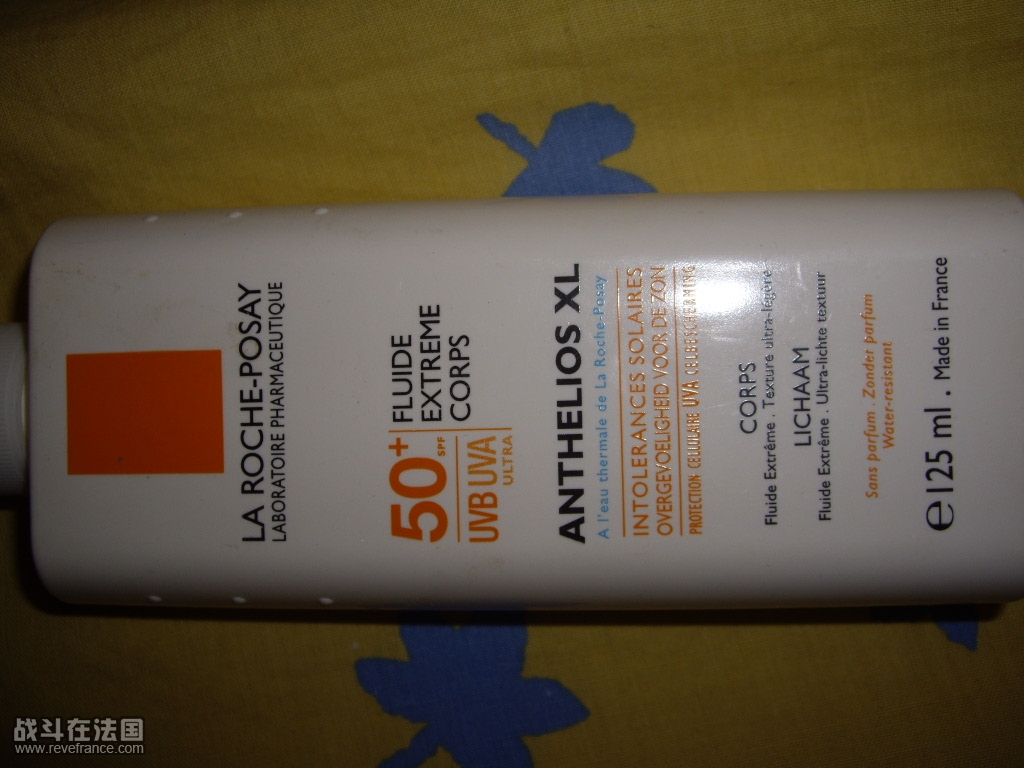 LA ROCHE-POSAY
LABORATOIRE PHARMACEUTIQUE
50+
SPF
FLUIDE
EXTREME
CORPS
UVB UVA
ULTRA
ANTHELIOS XL
A l'eau thermale de La Roche-Posay
INTOLERANCES SOLAIRES
OVERGEVOELIGHEID VOOR DE ZON
PROTECTION CELLULAIRE UVA CELBESCHERMING
CORPS
Fluide Extrême . Texture ultra-légère
LICHAAM
Fluide Extrême . Ultra-lichte textuur
Sans parfum . Zonder parfum
Water-resistant
e125 ml . Made in France
战斗在法国
www.revefrance.com